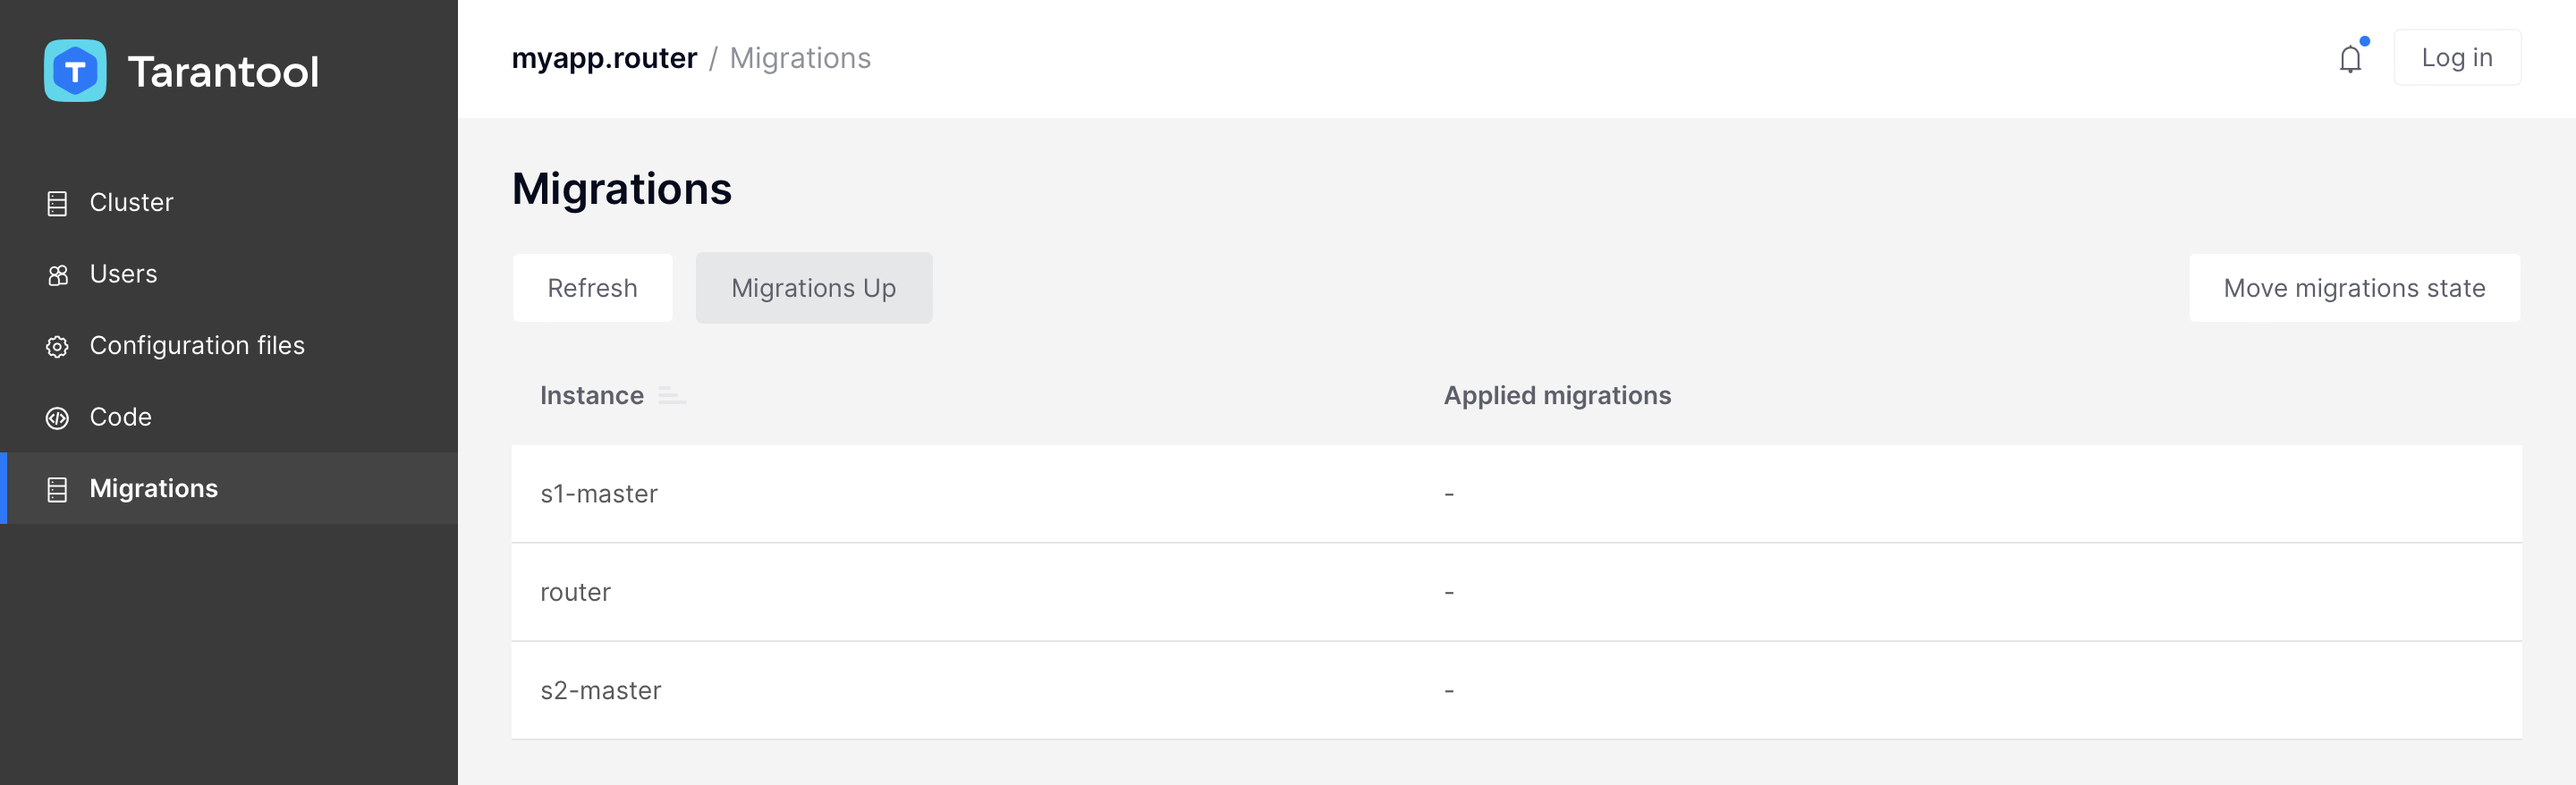 Tarantool
Cluster
Users
Configuration files
Code
Migrations
myapp.router / Migrations
Log in
Migrations
Refresh
Migrations Up
Move migrations state
Instance
Applied migrations
s1-master
-
router
-
s2-master
-